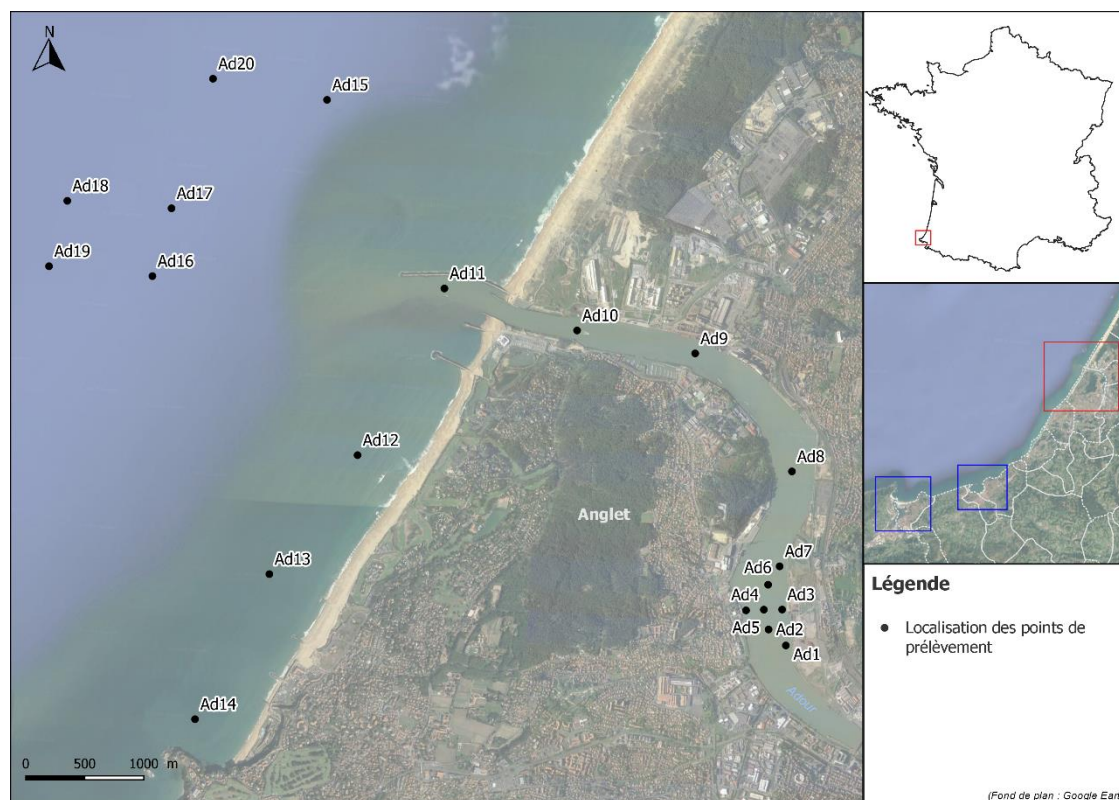 N
Ad20
Ad15
Ad18
Ad17
Ad19
Ad16
Ad11
Ad10
Ad9
Ad12
Ad8
Anglet
Ad13
Ad7
Ad6
Ad4
Ad3
Ad5
Ad2
Ad1
Adour
Ad14
0 500 1000 m
Légende
Localisation des points de
prélèvement
(Fond de plan : Google Ear